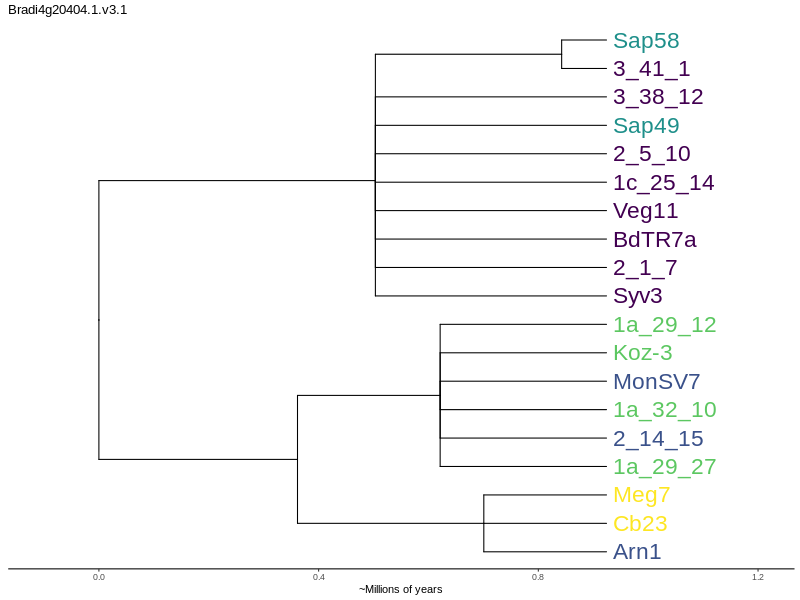 Bradi4g20404.1.v3.1
Sap58
3_41_1
3_38_12
Sap49
2_5_10
1c_25_14
Veg11
BdTR7a
2_1_7
Syv3
1a_29_12
Koz-3
MonSV7
1a_32_10
2_14_15
1a_29_27
Meg7
Cb23
Arn1
0.0 0.4 0.8 1.2
~Millions of years